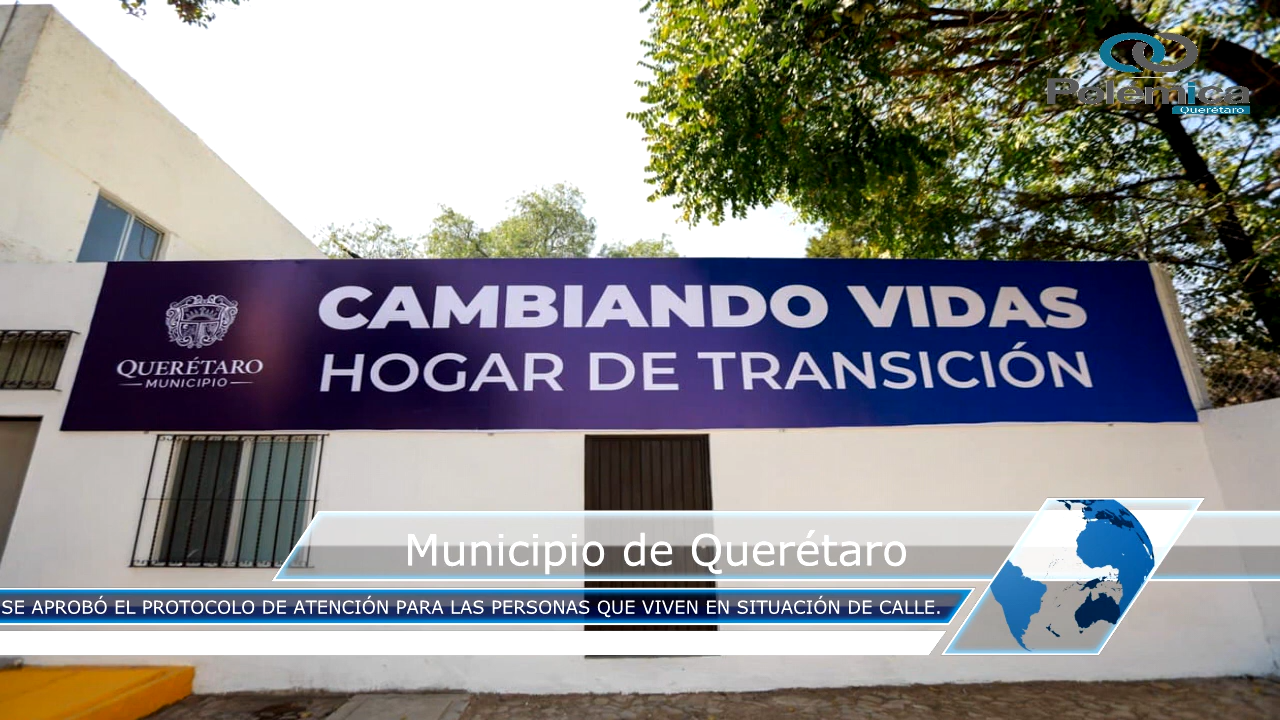 Polémica
Querétaro
CAMBIANDO VIDAS
HOGAR DE TRANSICIÓN
QUERÉTARO
MUNICIPIO
Municipio de Querétaro
SE APROBÓ EL PROTOCOLO DE ATENCIÓN PARA LAS PERSONAS QUE VIVEN EN SITUACIÓN DE CALLE.